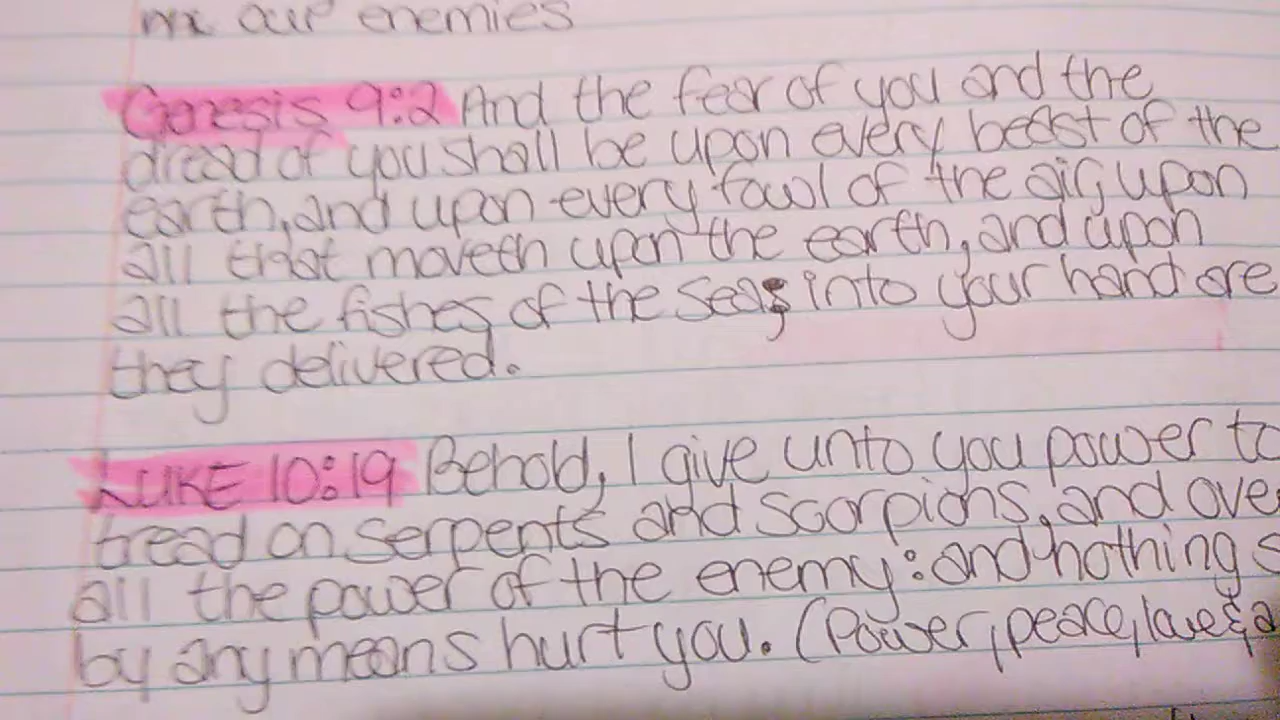 our enemies
Genesis 9:2 And the fear of you and the
dread of you shall be upon every beast of the
earth, and upon every fowl of the air, upon
all that moveth upon the earth, and upon
all the fishes of the seas; into your hand are
they delivered.
LUKE 10:19 Behold, I give unto you power to
tread on serpents and scorpions, and over
all the power of the enemy: and nothing s
by any means hurt you. (Power, peace, love &